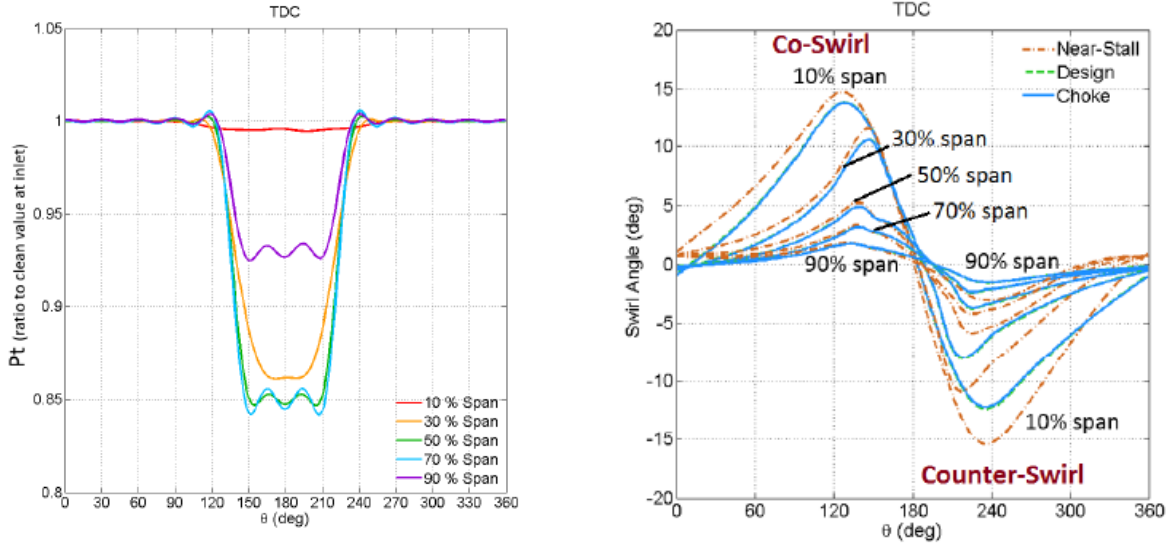 TDC
1.05
1
0.95
0.9
0.85
0.8
Pt (ratio to clean value at inlet)
10 % Span
30 % Span
50 % Span
70 % Span
90 % Span
0 30 60 90 120 150 180 210 240 270 300 330 360
θ (deg)
TDC
20
15
10
5
0
-5
-10
-15
-20
Swirl Angle (deg)
Co-Swirl
Near-Stall
Design
Choke
10% span
30% span
50% span
70% span
90% span
90% span
10% span
Counter-Swirl
0 60 120 180 240 300 360
θ (deg)